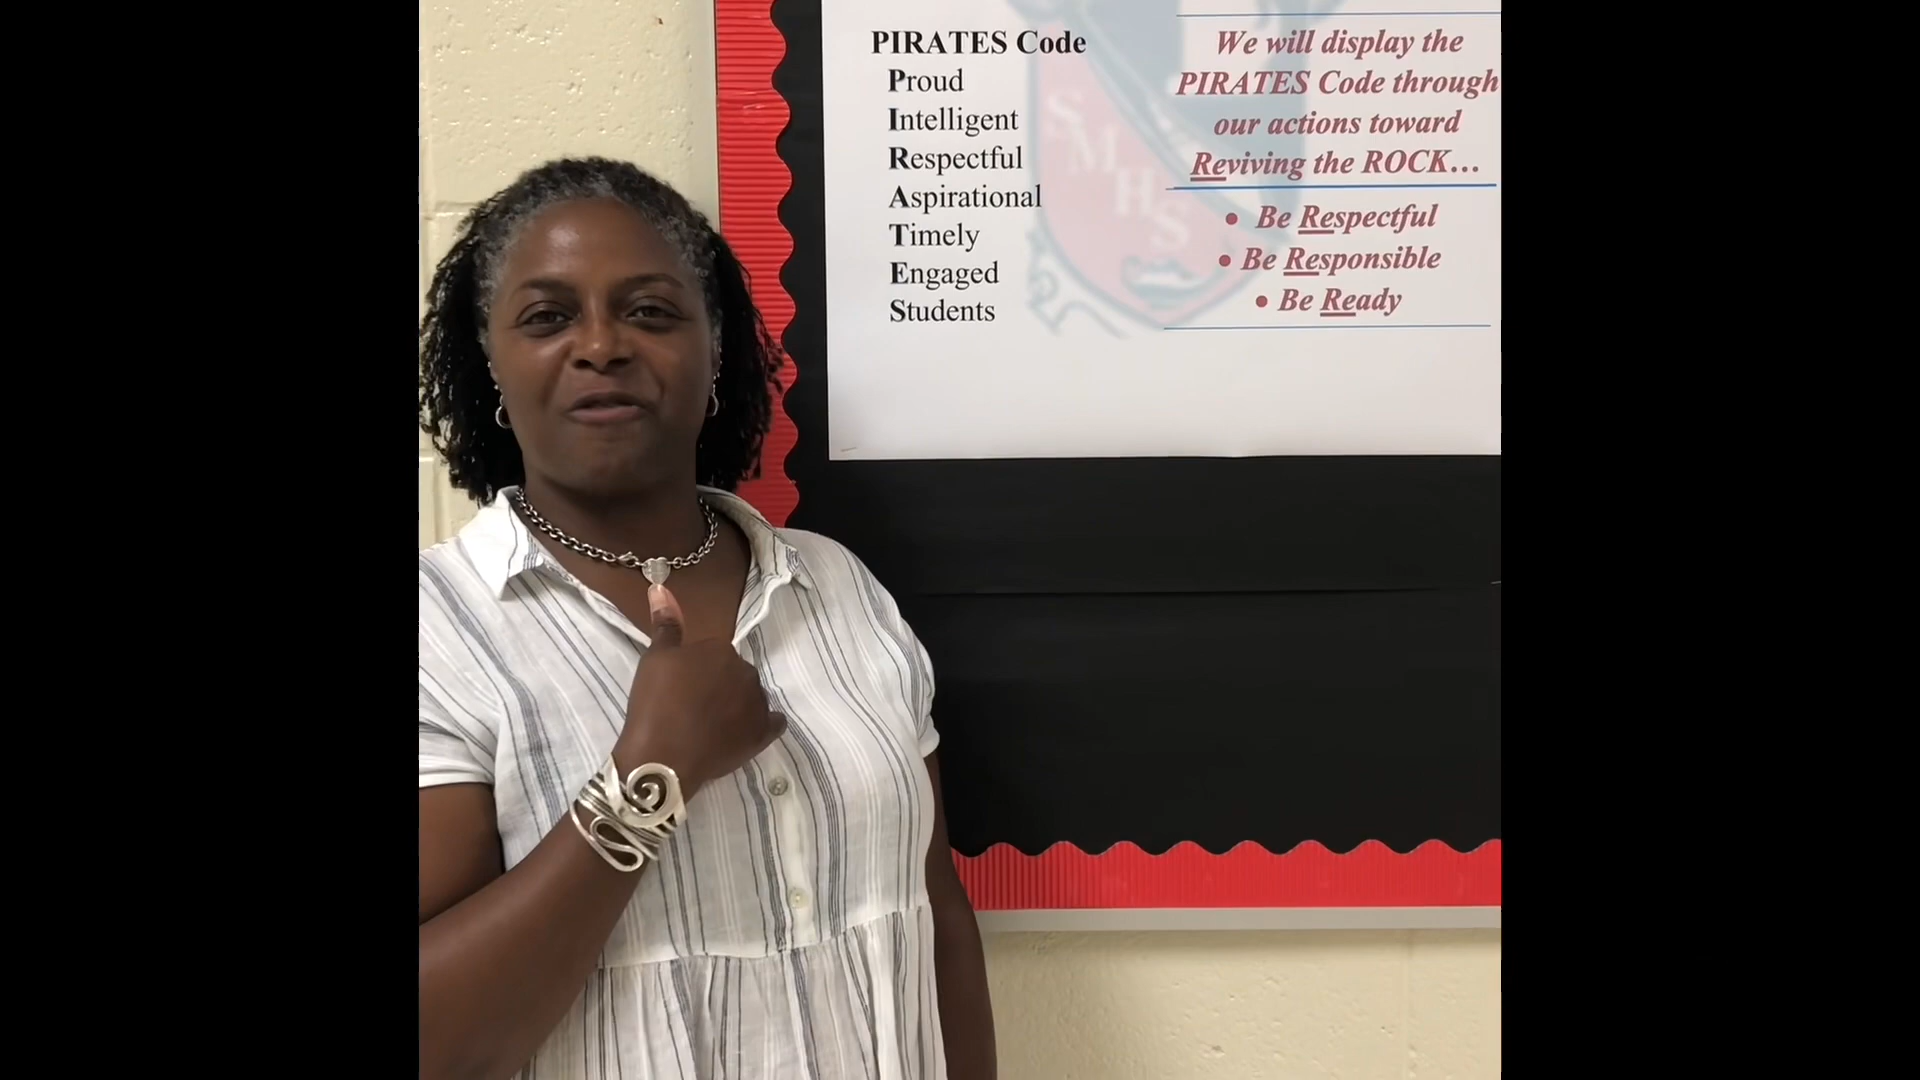 PIRATES Code
Proud
Intelligent
Respectful
Aspirational
Timely
Engaged
Students
We will display the
PIRATES Code through
our actions toward
Reviving the ROCK...
• Be Respectful
• Be Responsible
• Be Ready
SMHS